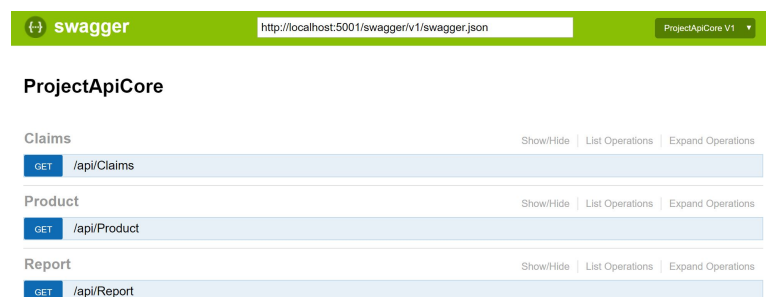 {···} swagger http://localhost:5001/swagger/v1/swagger.json ProjectApiCore V1
ProjectApiCore
Claims Show/Hide List Operations Expand Operations
GET /api/Claims
Product Show/Hide List Operations Expand Operations
GET /api/Product
Report Show/Hide List Operations Expand Operations
GET /api/Report